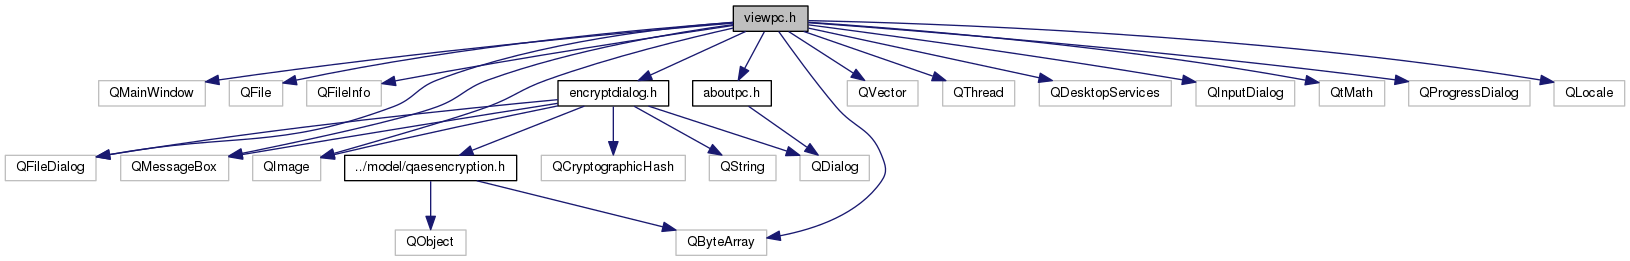 viewpc.h
QMainWindow
QFile
QFileInfo
encryptdialog.h
aboutpc.h
QVector
QThread
QDesktopServices
QInputDialog
QtMath
QProgressDialog
QLocale
QFileDialog
QMessageBox
QImage
../model/qaesencryption.h
QCryptographicHash
QString
QDialog
QObject
QByteArray